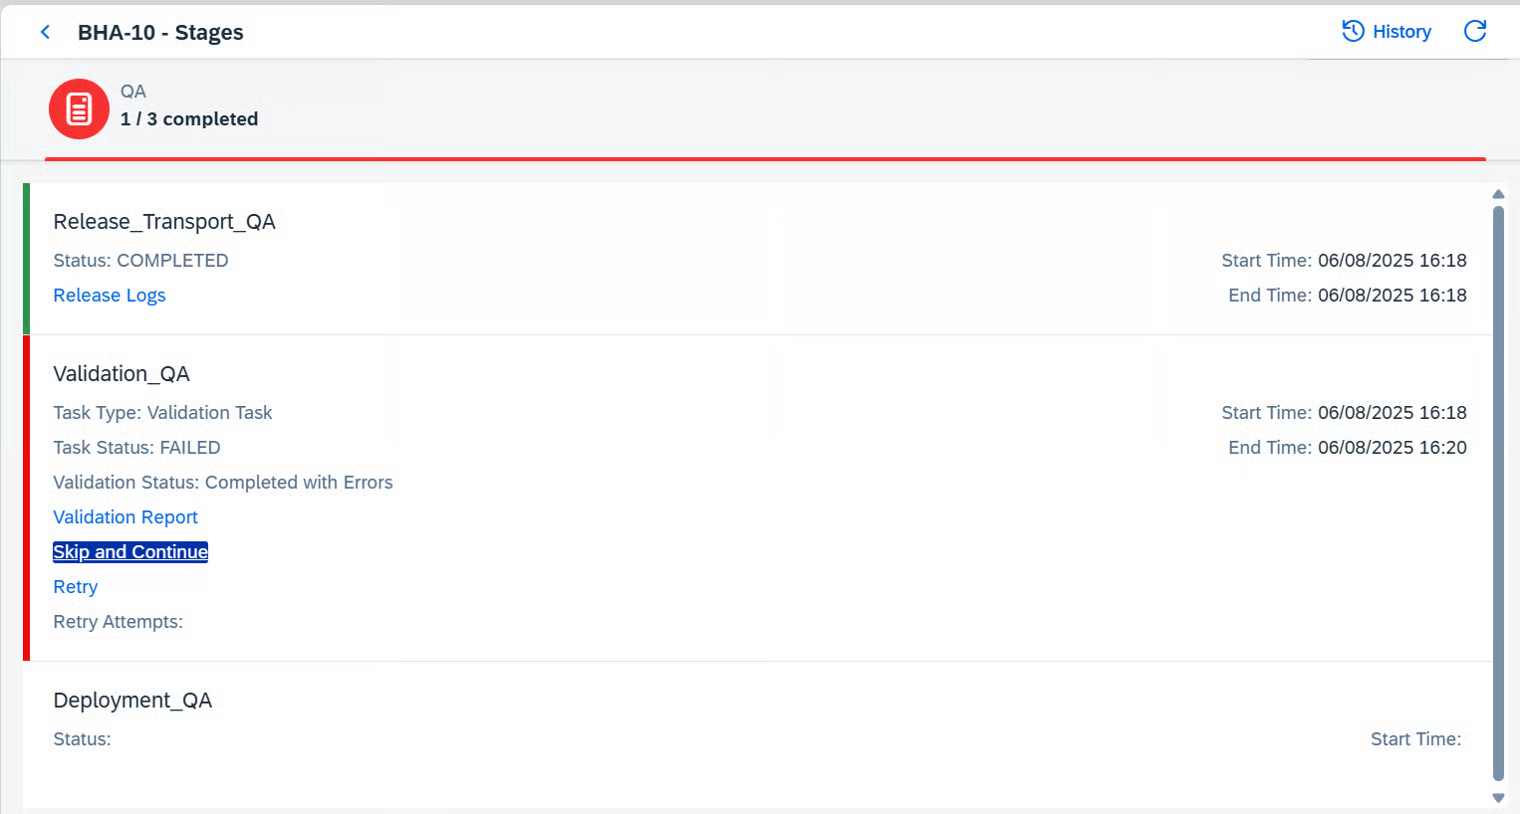 BHA-10 - Stages
History
QA
1 / 3 completed
Release_Transport_QA
Status: COMPLETED
Start Time: 06/08/2025 16:18
Release Logs
End Time: 06/08/2025 16:18
Validation_QA
Task Type: Validation Task
Start Time: 06/08/2025 16:18
Task Status: FAILED
End Time: 06/08/2025 16:20
Validation Status: Completed with Errors
Validation Report
Skip and Continue
Retry
Retry Attempts:
Deployment_QA
Status:
Start Time: